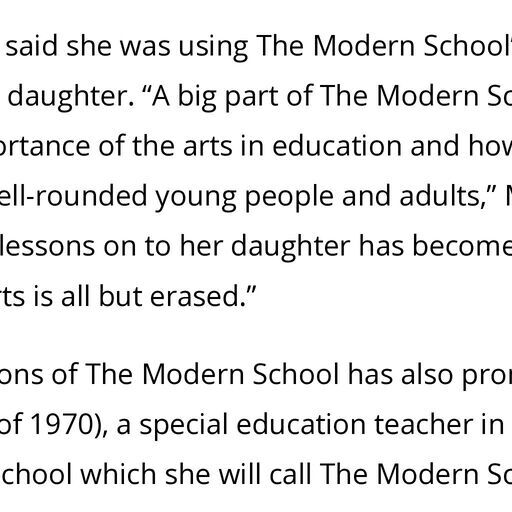 said she was using The Modern School'
daughter. “A big part of The Modern Sc
ortance of the arts in education and how
ell-rounded young people and adults,” M
lessons on to her daughter has become
rts is all but erased.”
ons of The Modern School has also pror
of 1970), a special education teacher in
chool which she will call The Modern Sc